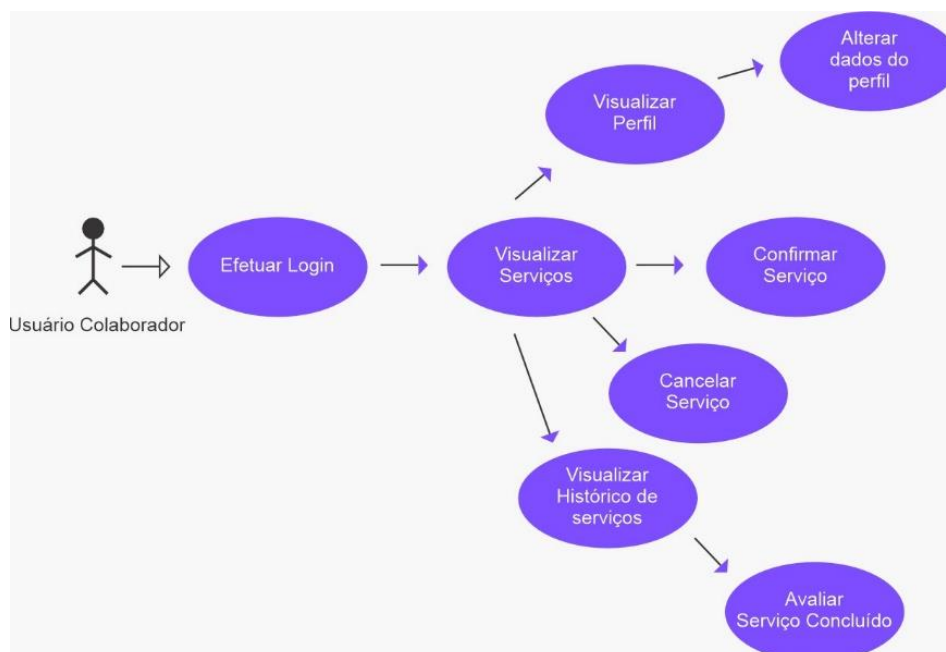 Alterar
dados do
perfil
Visualizar
Perfil
Efetuar Login
Visualizar
Serviços
Confirmar
Serviço
Usuário Colaborador
Cancelar
Serviço
Visualizar
Histórico de
serviços
Avaliar
Serviço Concluído